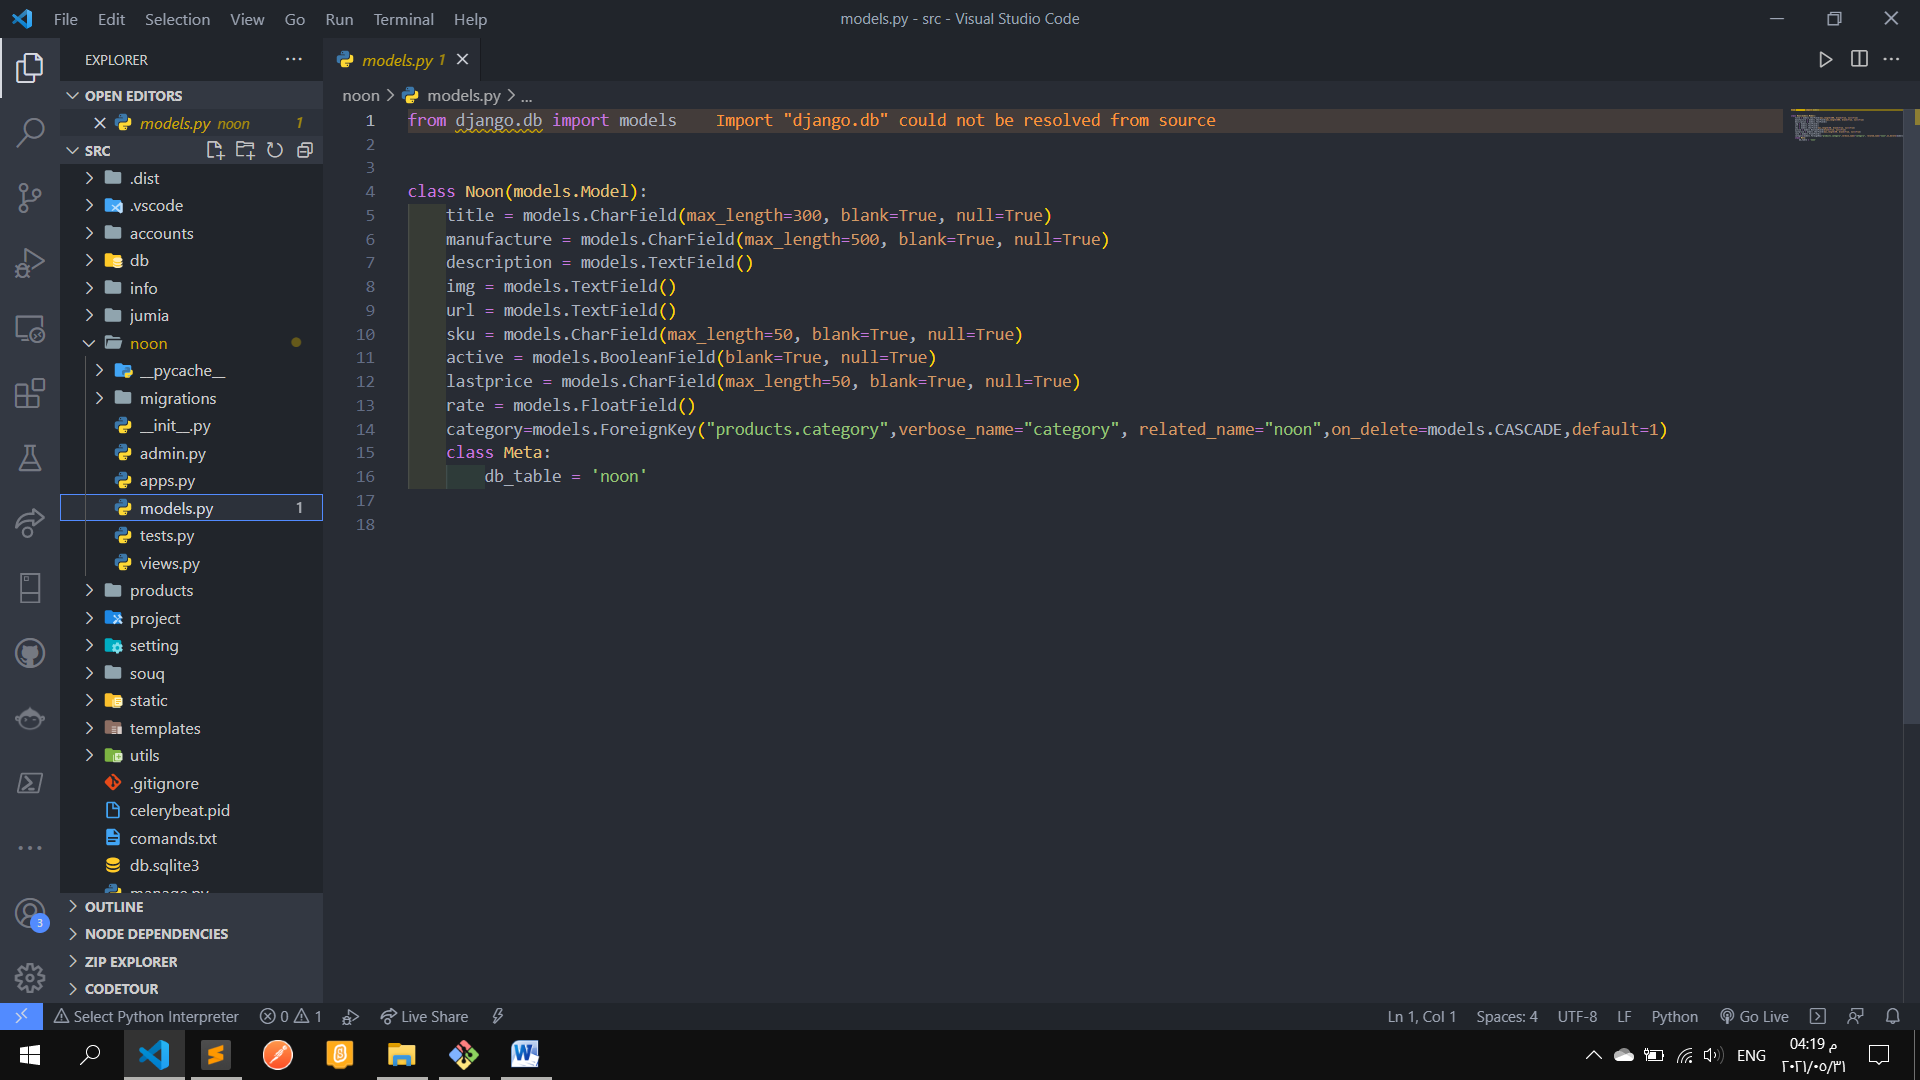 File Edit Selection View Go Run Terminal Help
models.py - src - Visual Studio Code
EXPLORER
models.py 1
OPEN EDITORS
models.py noon 1
SRC
.dist
.vscode
accounts
db
info
jumia
noon
__pycache__
migrations
__init__.py
admin.py
apps.py
models.py 1
tests.py
views.py
products
project
setting
souq
static
templates
utils
.gitignore
celerybeat.pid
comands.txt
db.sqlite3
manage.py
OUTLINE
NODE DEPENDENCIES
ZIP EXPLORER
CODETOUR
3
noon > models.py > ...
1 from django.db import models Import "django.db" could not be resolved from source
2
3
4 class Noon(models.Model):
5 title = models.CharField(max_length=300, blank=True, null=True)
6 manufacture = models.CharField(max_length=500, blank=True, null=True)
7 description = models.TextField()
8 img = models.TextField()
9 url = models.TextField()
10 sku = models.CharField(max_length=50, blank=True, null=True)
11 active = models.BooleanField(blank=True, null=True)
12 lastprice = models.CharField(max_length=50, blank=True, null=True)
13 rate = models.FloatField()
14 category=models.ForeignKey("products.category",verbose_name="category", related_name="noon",on_delete=models.CASCADE,default=1)
15 class Meta:
16 db_table = 'noon'
17
18
Select Python Interpreter 0 1 Live Share
Ln 1, Col 1 Spaces: 4 UTF-8 LF Python Go Live
ENG
04:19 م
٢٠٢١/٠٥/٣١